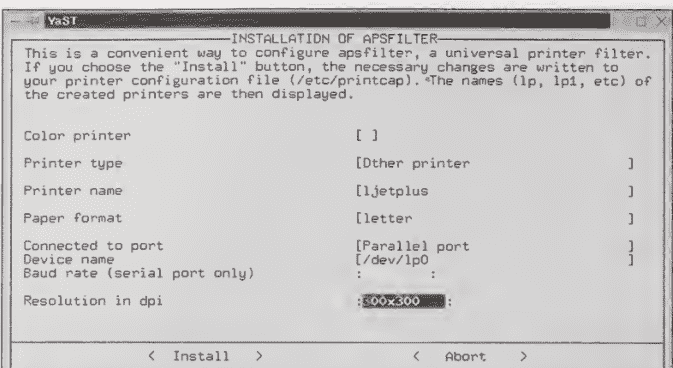 YaST
INSTALLATION OF APSFILTER
This is a convenient way to configure apsfilter, a universal printer filter.
If you choose the "Install" button, the necessary changes are written to
your printer configuration file (/etc/printcap). The names (lp, lp1, etc) of
the created printers are then displayed.
Color printer [ ]
Printer type [Other printer ]
Printer name [ljetplus ]
Paper format [letter ]
Connected to port [Parallel port ]
Device name [/dev/lp0 ]
Baud rate (serial port only) : :
Resolution in dpi :300x300 :
< Install > < Abort >